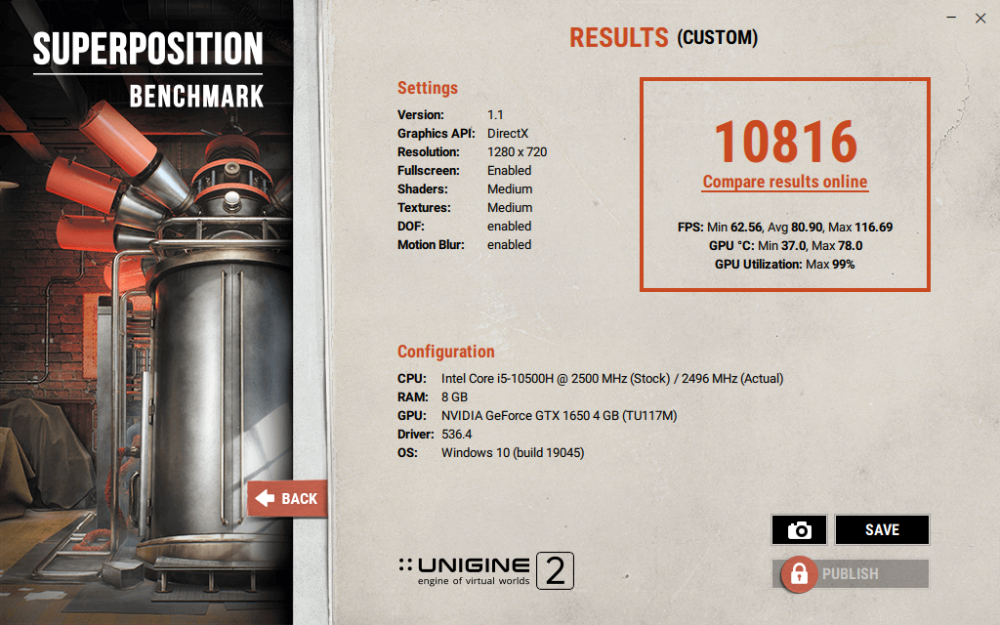 SUPERPOSITION
BENCHMARK
RESULTS (CUSTOM)
Settings
Version: 1.1
Graphics API: DirectX
Resolution: 1280 x 720
Fullscreen: Enabled
Shaders: Medium
Textures: Medium
DOF: enabled
Motion Blur: enabled
10816
Compare results online
FPS: Min 62.56, Avg 80.90, Max 116.69
GPU °C: Min 37.0, Max 78.0
GPU Utilization: Max 99%
Configuration
CPU: Intel Core i5-10500H @ 2500 MHz (Stock) / 2496 MHz (Actual)
RAM: 8 GB
GPU: NVIDIA GeForce GTX 1650 4 GB (TU117M)
Driver: 536.4
OS: Windows 10 (build 19045)
BACK
SAVE
UNIGINE 2
engine of virtual worlds
PUBLISH